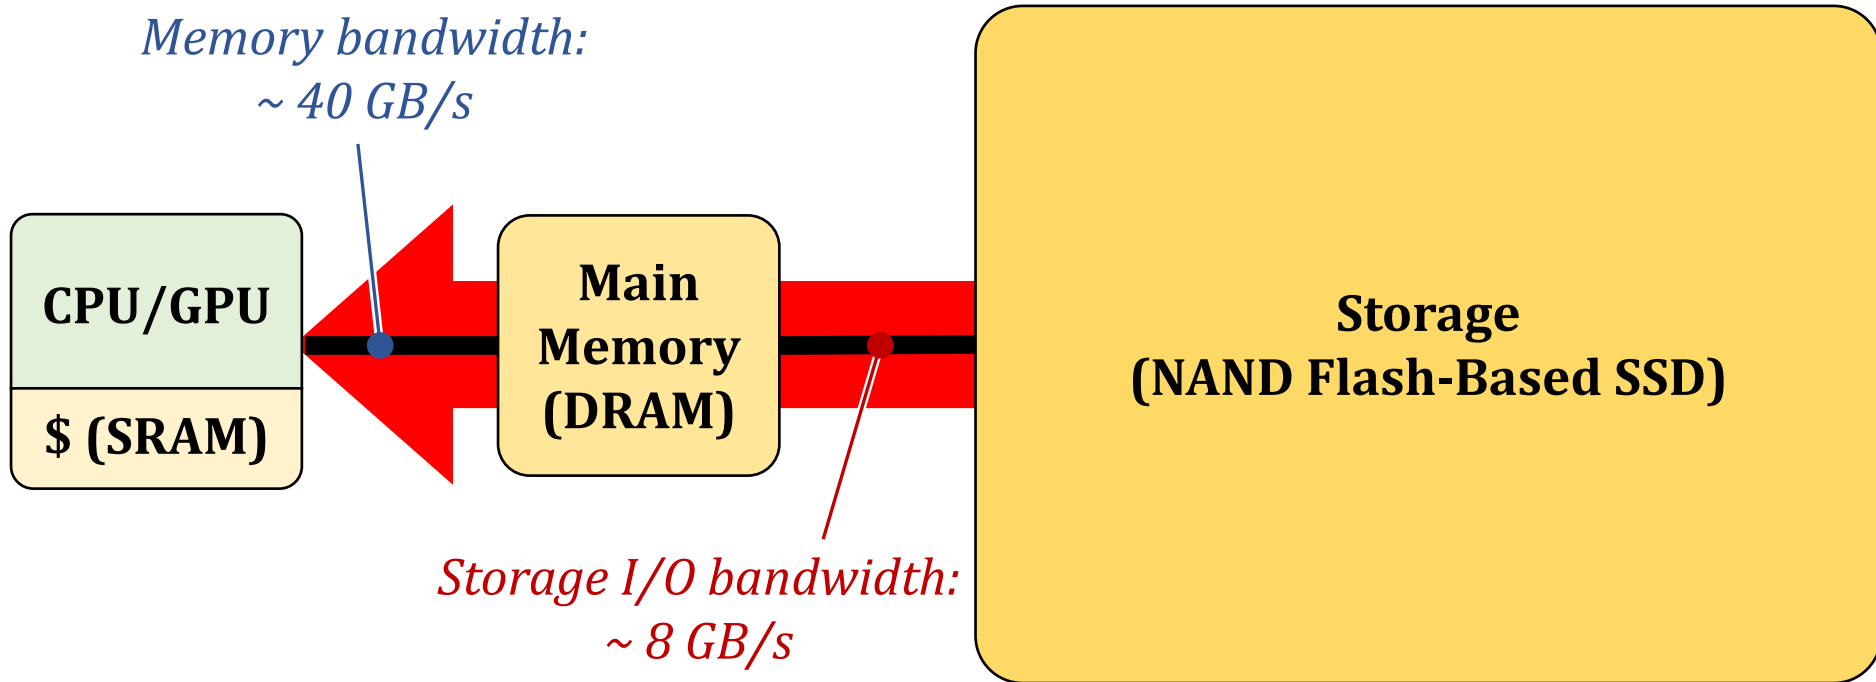 Memory bandwidth:
~ 40 GB/s
CPU/GPU
$ (SRAM)
Main
Memory
(DRAM)
Storage
(NAND Flash-Based SSD)
Storage I/O bandwidth:
~ 8 GB/s